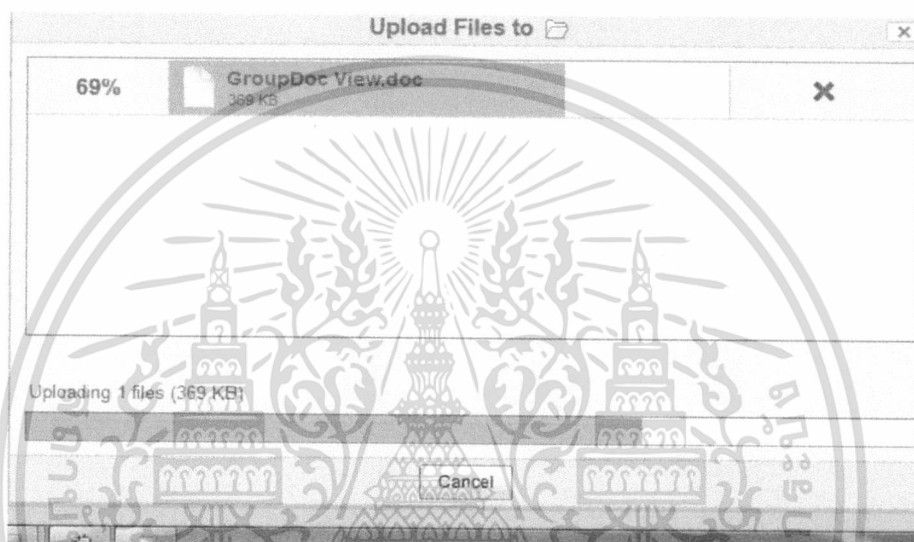 Upload Files to
69%
GroupDoc View.doc
369 KB
Uploading 1 files (369 KB)
Cancel